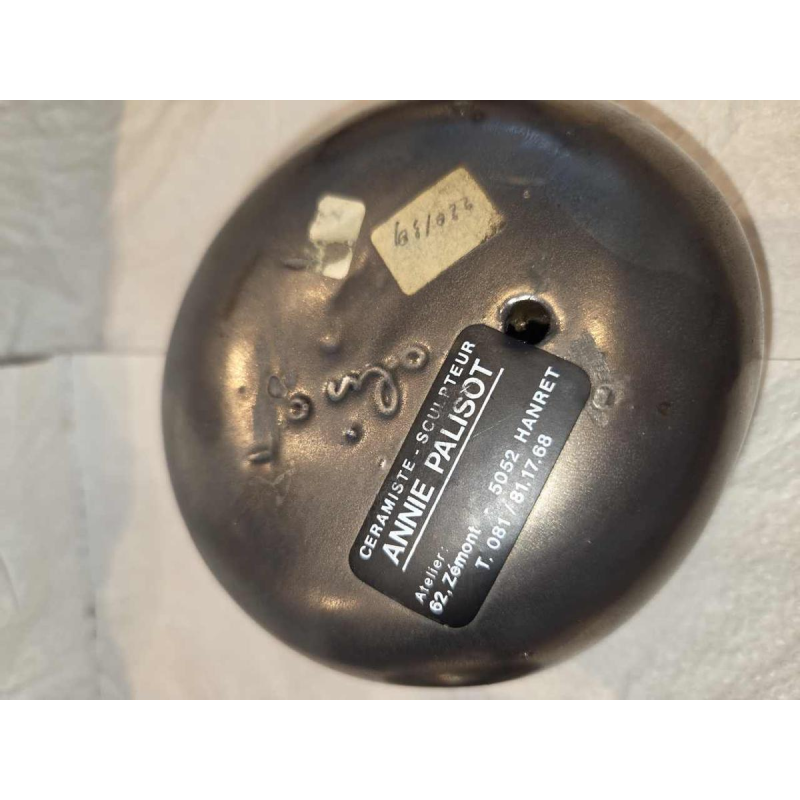 CERAMISTE - SCULPTEUR
ANNIE PALISOT
Atelier:
62, Zémont - 5052 HANRET
T. 081/81.17.68